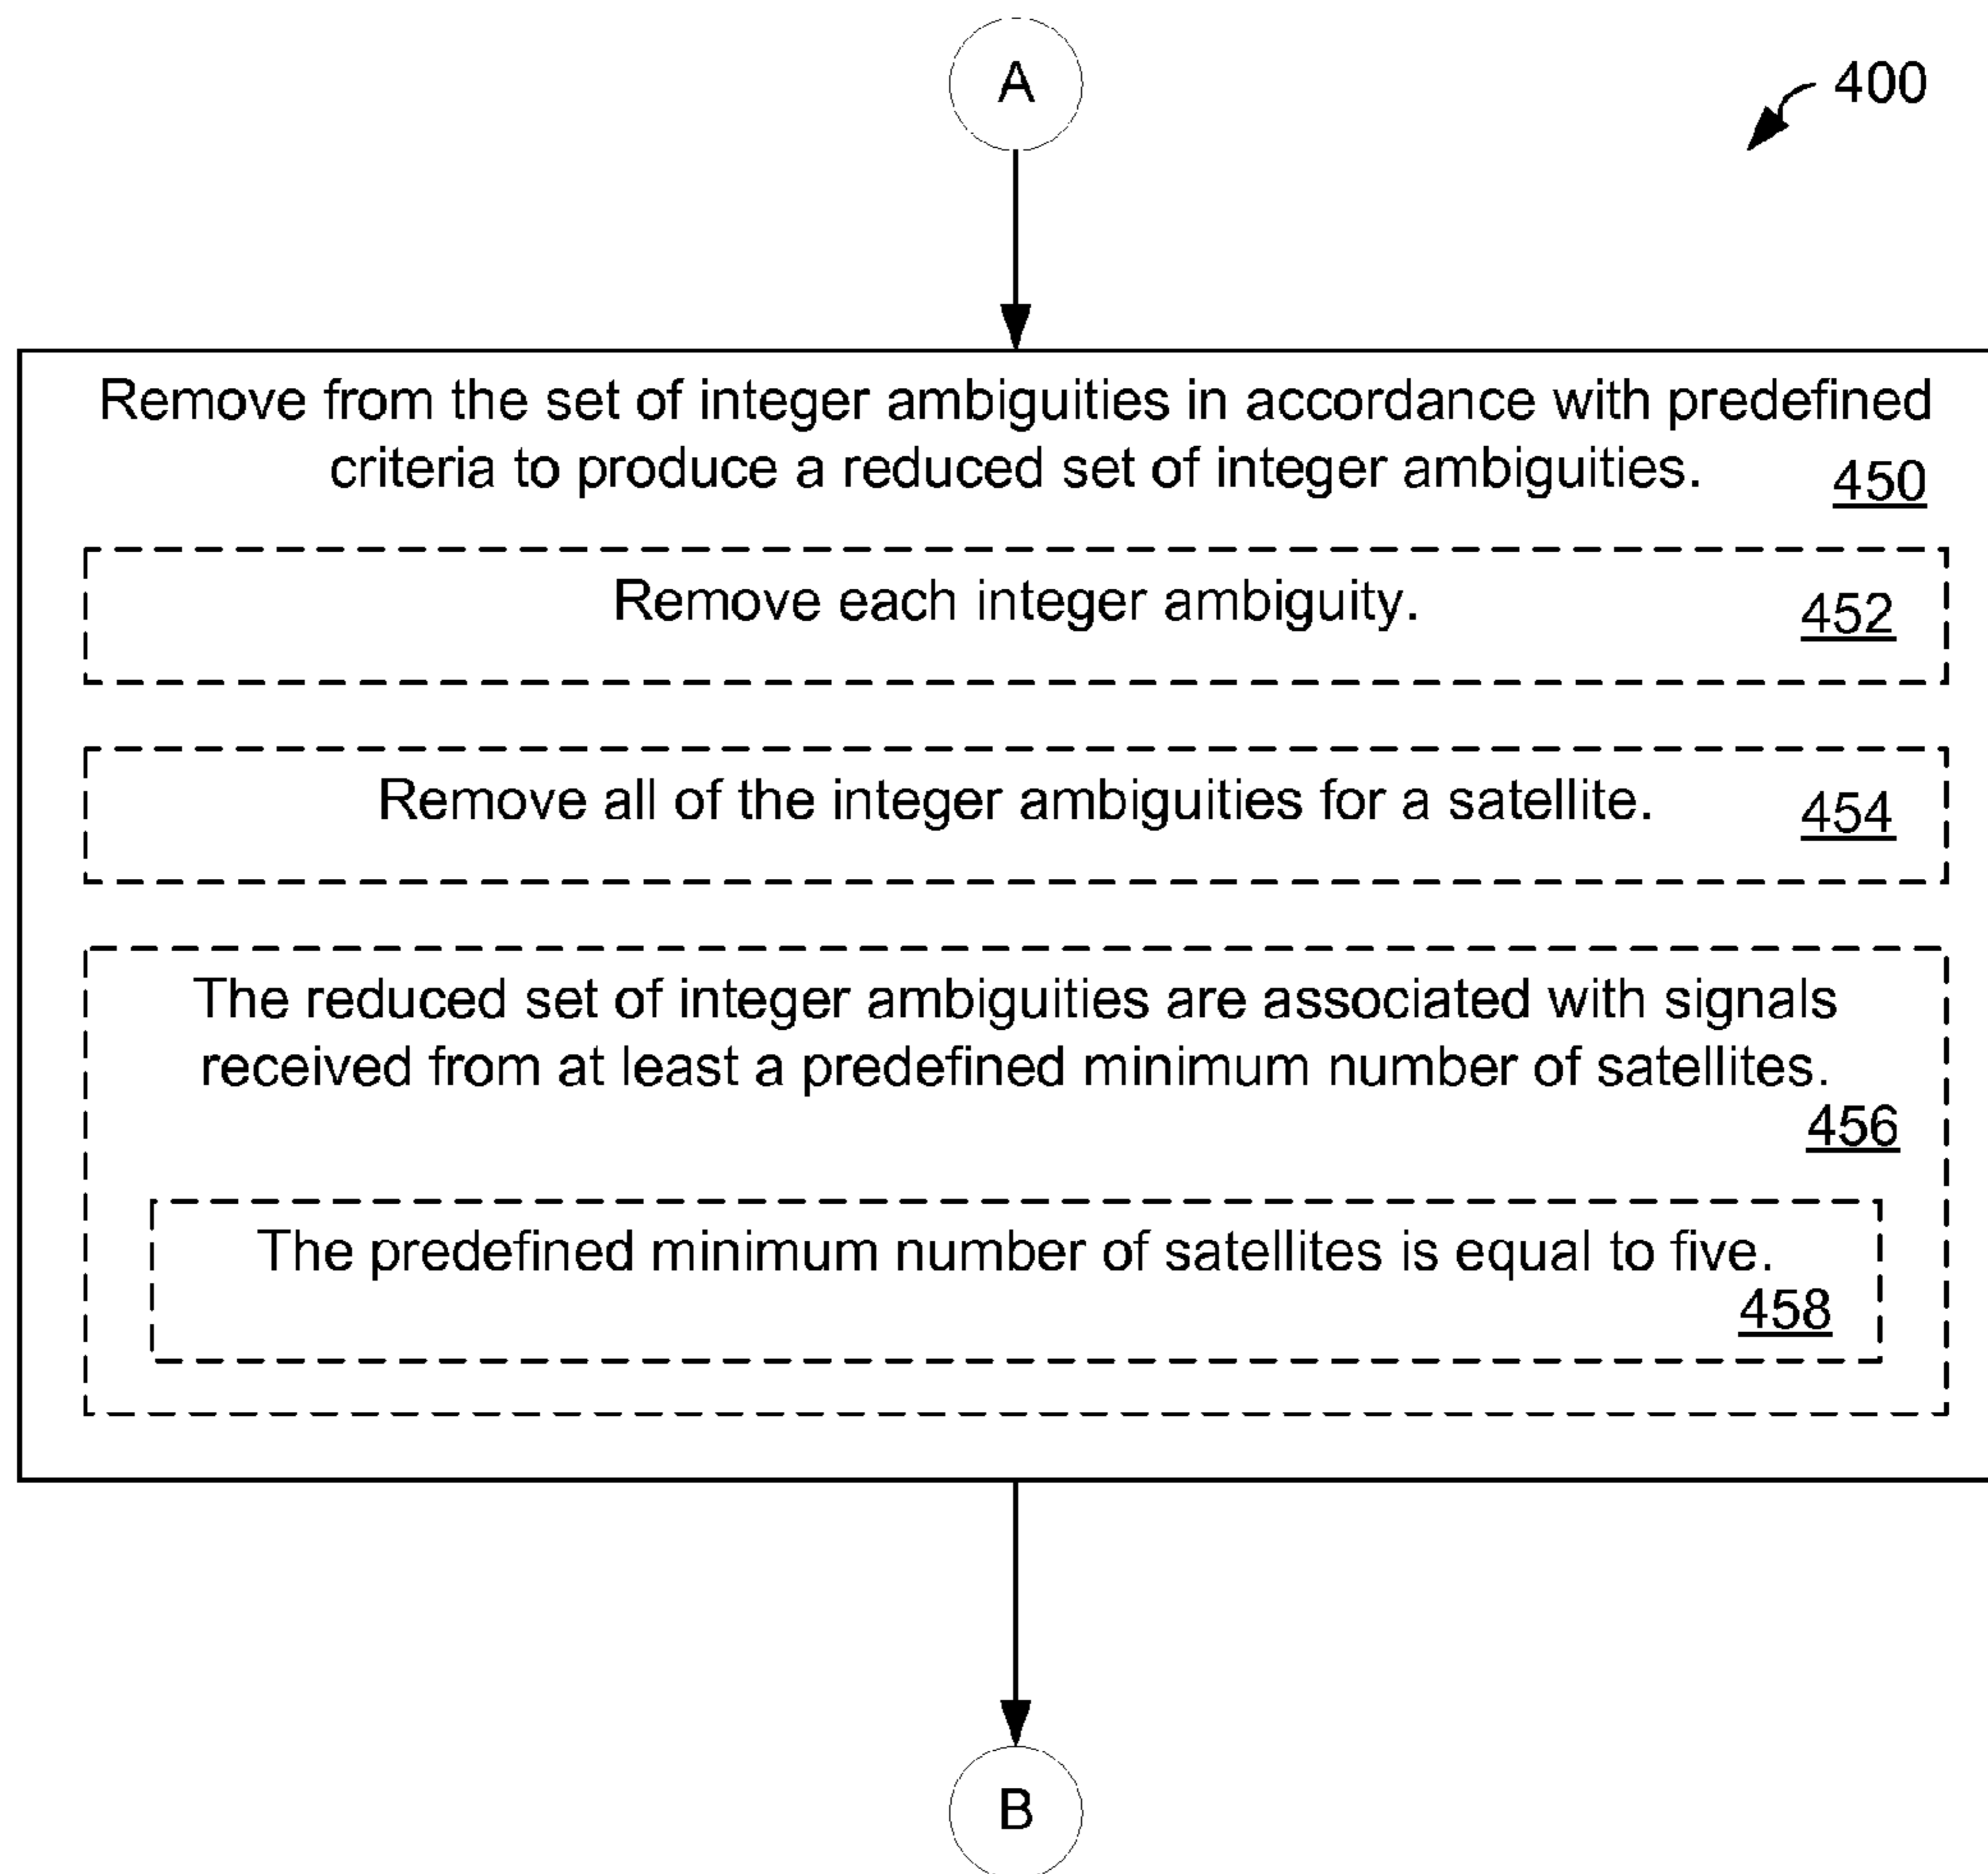 A
400
Remove from the set of integer ambiguities in accordance with predefined
criteria to produce a reduced set of integer ambiguities.
450
Remove each integer ambiguity.
452
Remove all of the integer ambiguities for a satellite.
454
The reduced set of integer ambiguities are associated with signals
received from at least a predefined minimum number of satellites.
456
The predefined minimum number of satellites is equal to five.
458
B